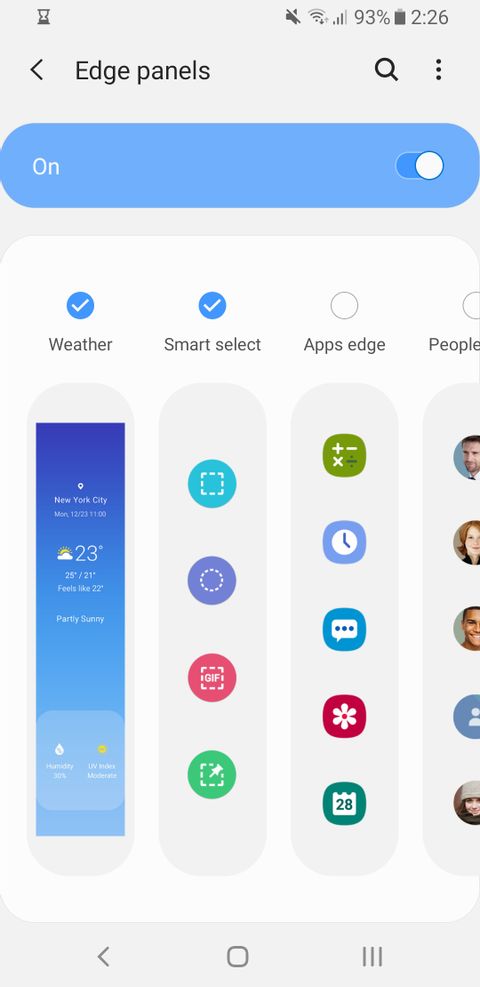 93% 2:26
Edge panels
On
Weather
Smart select
Apps edge
People
New York City
Mon, 12/23 11:00
23°
25° / 21°
Feels like 22°
Partly Sunny
Humidity
30%
UV Index
Moderate
GIF
28